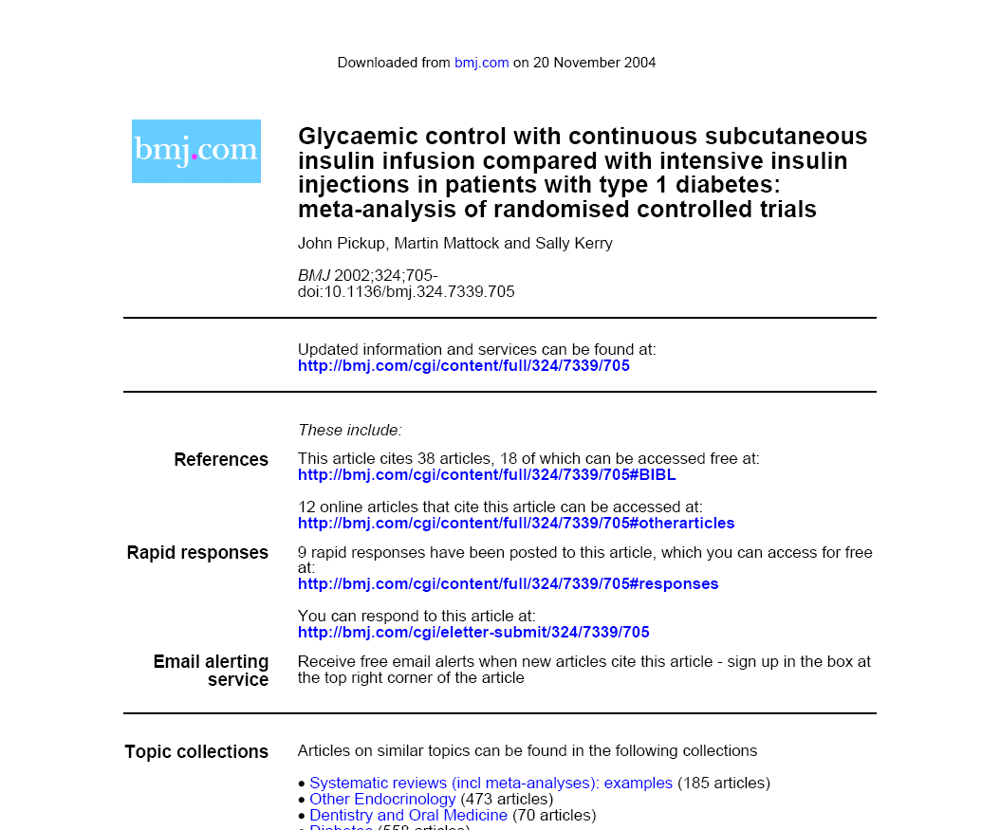 Downloaded from bmj.com on 20 November 2004
bmj.com
Glycaemic control with continuous subcutaneous
insulin infusion compared with intensive insulin
injections in patients with type 1 diabetes:
meta-analysis of randomised controlled trials
John Pickup, Martin Mattock and Sally Kerry
BMJ 2002;324;705-
doi:10.1136/bmj.324.7339.705
Updated information and services can be found at:
http://bmj.com/cgi/content/full/324/7339/705
These include:
References
This article cites 38 articles, 18 of which can be accessed free at:
http://bmj.com/cgi/content/full/324/7339/705#BIBL
12 online articles that cite this article can be accessed at:
http://bmj.com/cgi/content/full/324/7339/705#otherarticles
Rapid responses
9 rapid responses have been posted to this article, which you can access for free
at:
http://bmj.com/cgi/content/full/324/7339/705#responses
You can respond to this article at:
http://bmj.com/cgi/eletter-submit/324/7339/705
Email alerting
service
Receive free email alerts when new articles cite this article - sign up in the box at
the top right corner of the article
Topic collections
Articles on similar topics can be found in the following collections
• Systematic reviews (incl meta-analyses): examples (185 articles)
• Other Endocrinology (473 articles)
• Dentistry and Oral Medicine (70 articles)
• Diabetes (558 articles)